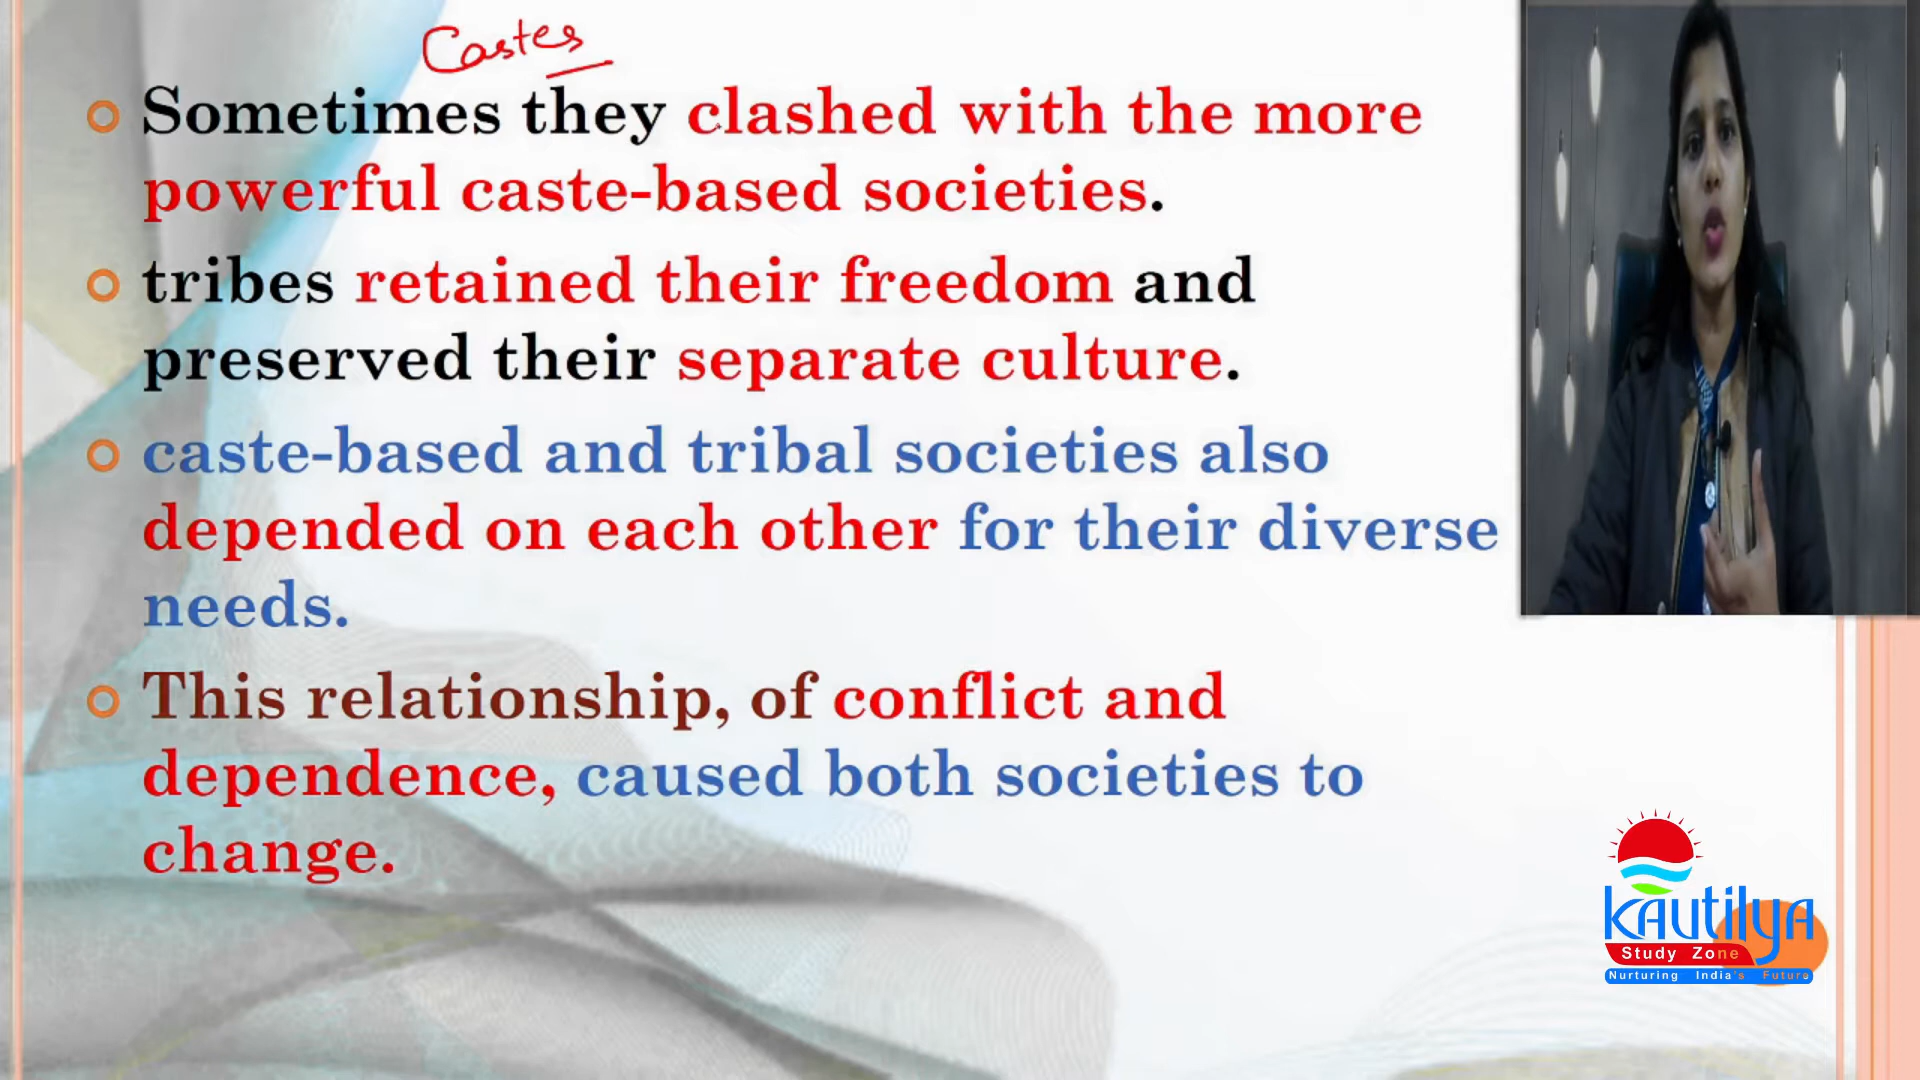 Castes
Sometimes they clashed with the more
powerful caste-based societies.
tribes retained their freedom and
preserved their separate culture.
caste-based and tribal societies also
depended on each other for their diverse
needs.
This relationship, of conflict and
dependence, caused both societies to
change.
Kautilya
Study Zone
Nurturing India's Future